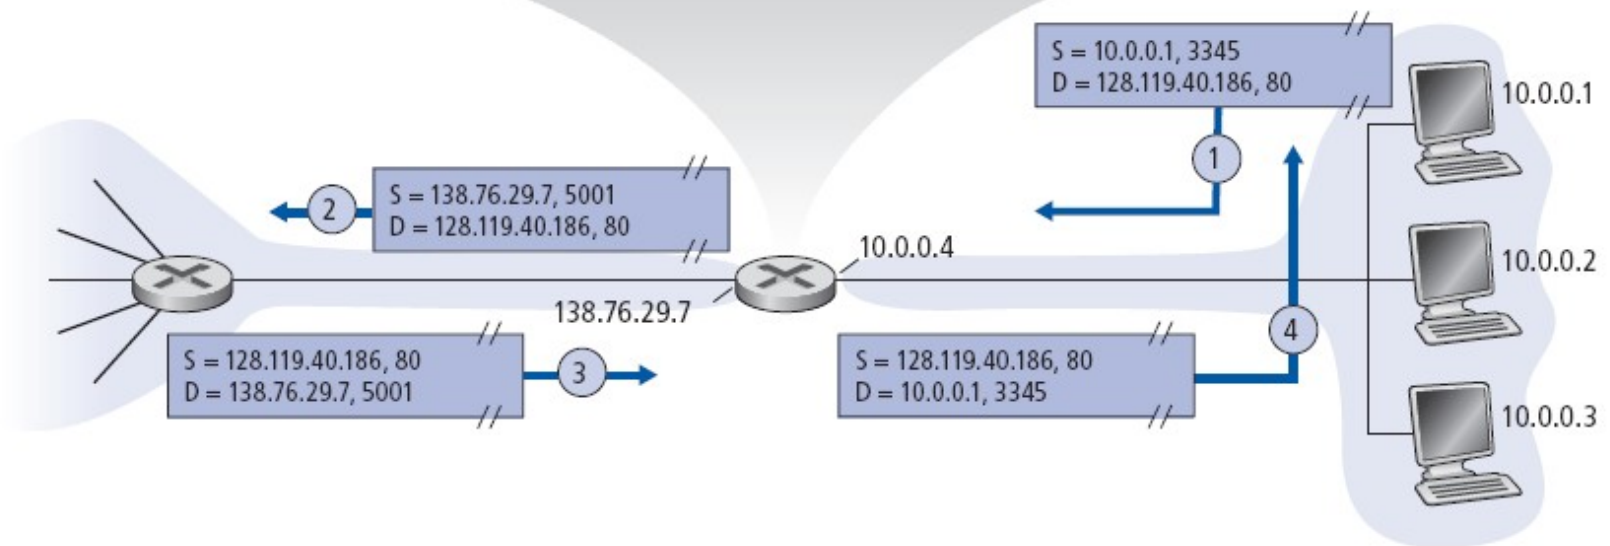 S = 10.0.0.1, 3345
D = 128.119.40.186, 80
10.0.0.1
1
S = 138.76.29.7, 5001
D = 128.119.40.186, 80
2
10.0.0.4
10.0.0.2
138.76.29.7
S = 128.119.40.186, 80
D = 138.76.29.7, 5001
3
S = 128.119.40.186, 80
D = 10.0.0.1, 3345
4
10.0.0.3